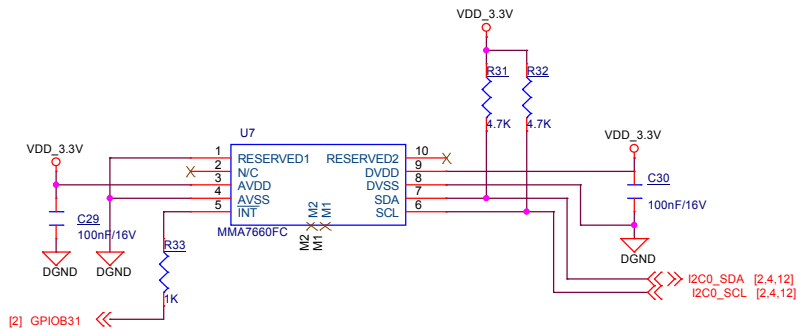 VDD_3.3V
R31 R32
4.7K 4.7K
U7
VDD_3.3V
VDD_3.3V
1 RESERVED1 RESERVED2 10
2 N/C DVDD 9
3 AVDD DVSS 8
4 AVSS SDA 7
5 INT SCL 6
M2 M1
MMA7660FC
M2 M1
C29
100nF/16V
C30
100nF/16V
DGND
DGND
DGND
R33
1K
I2C0_SDA [2,4,12]
I2C0_SCL [2,4,12]
[2] GPIOB31